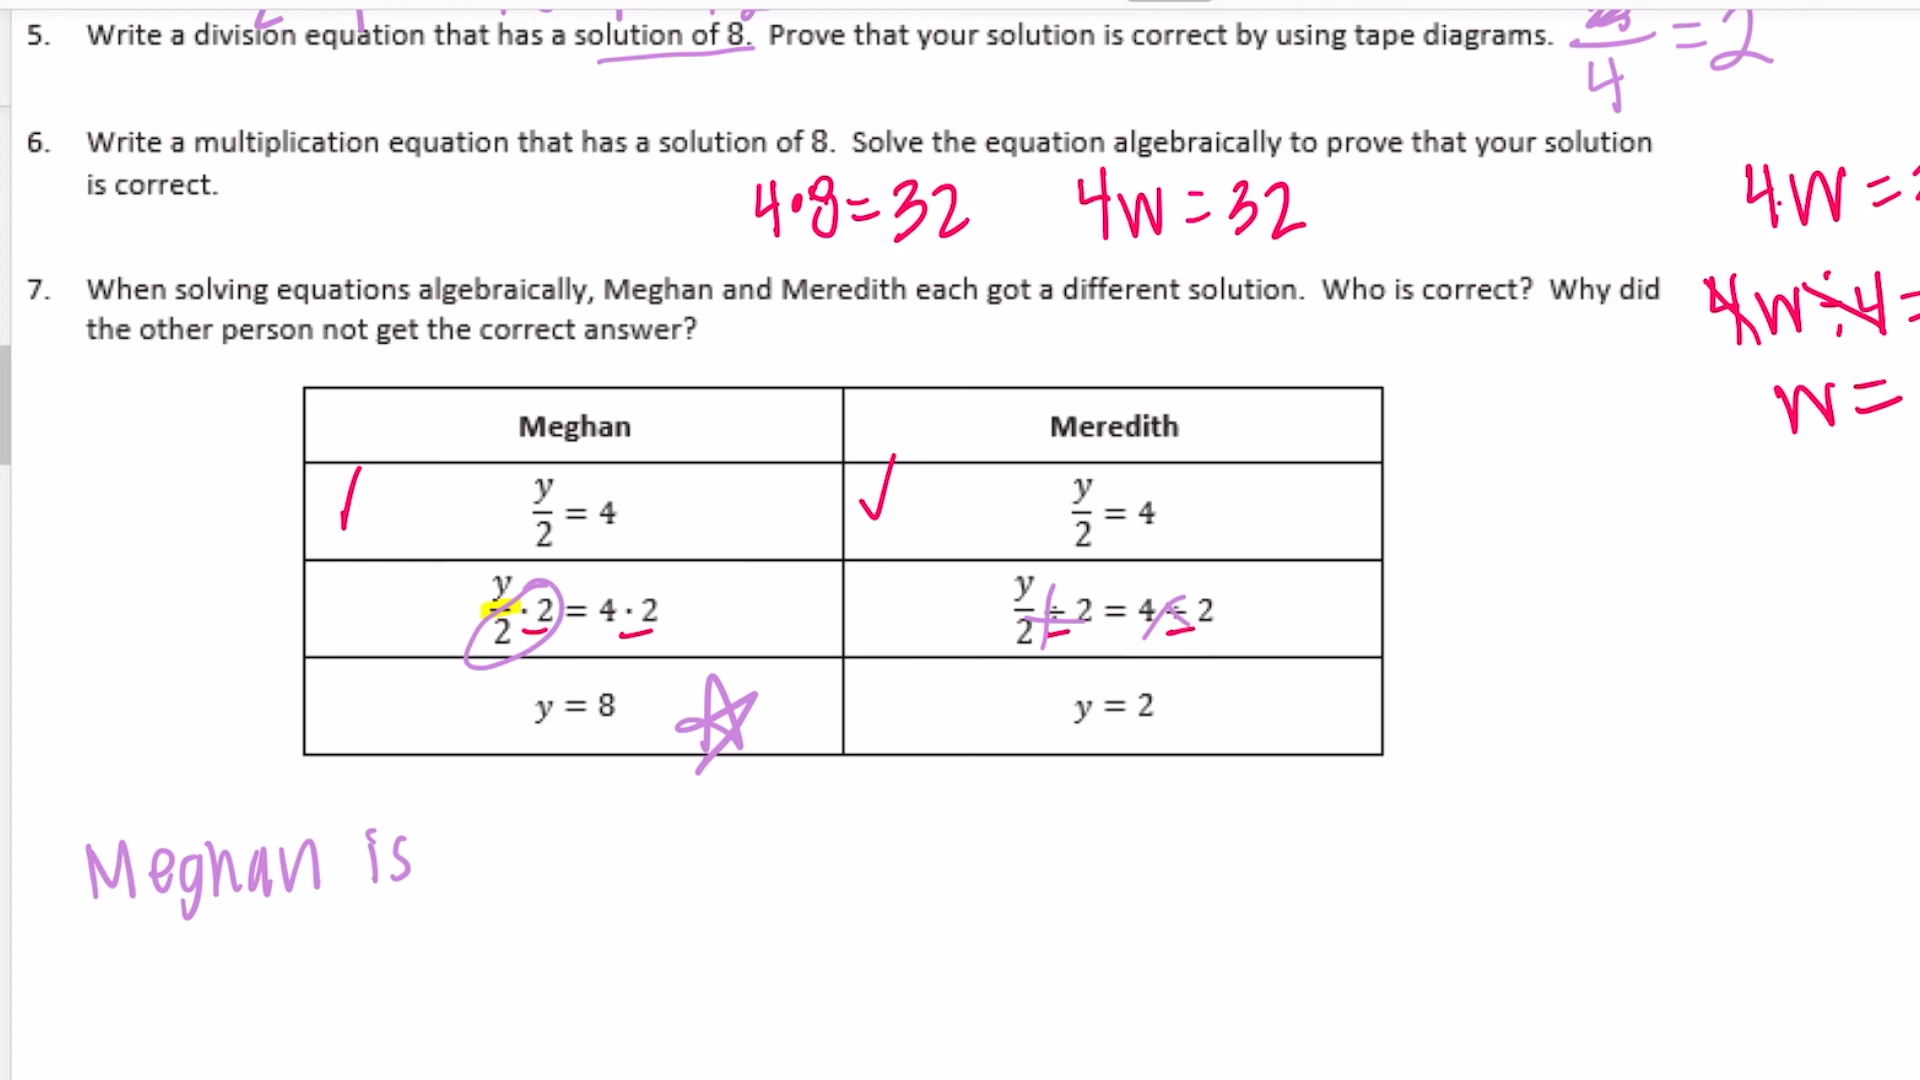 5. Write a division equation that has a solution of 8. Prove that your solution is correct by using tape diagrams.
/4 = 2
6. Write a multiplication equation that has a solution of 8. Solve the equation algebraically to prove that your solution
is correct.
4·8=32 4w=32 4w=
7. When solving equations algebraically, Meghan and Meredith each got a different solution. Who is correct? Why did
the other person not get the correct answer?
4w÷4=
w=
Meghan Meredith
y/2 = 4 y/2 = 4
y/2 · 2 = 4 · 2 y/2 ÷ 2 = 4 ÷ 2
y = 8 y = 2
Meghan is